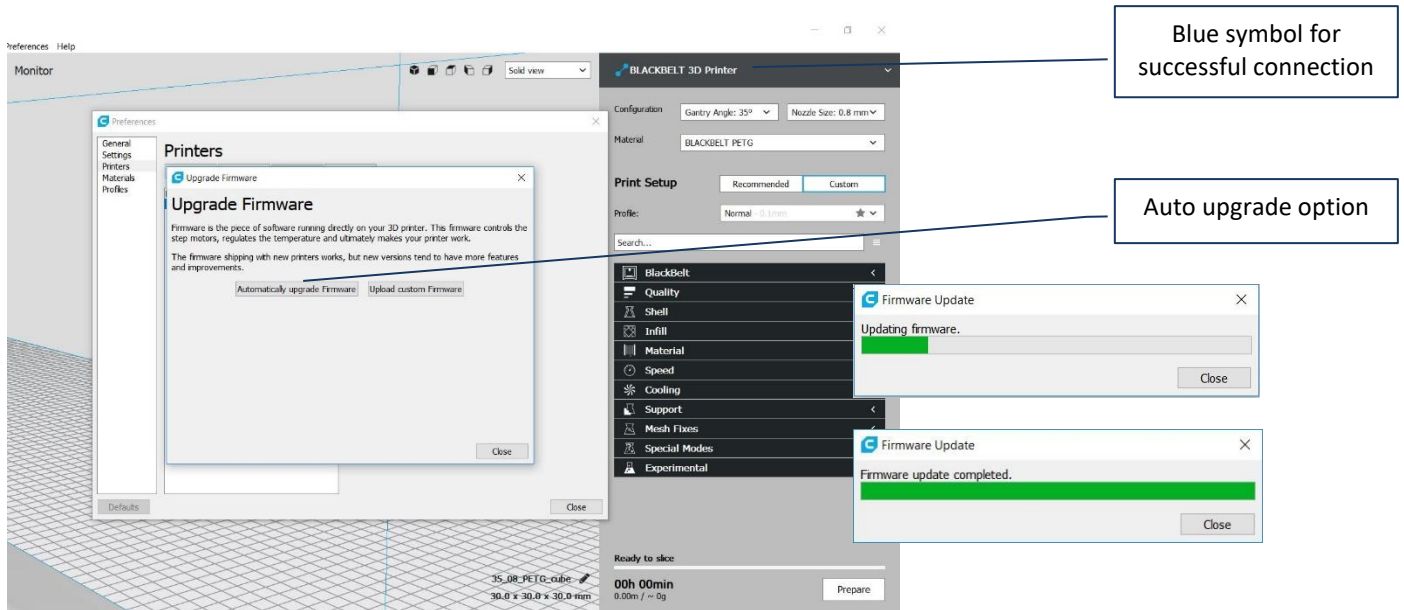 Blue symbol for
successful connection
Preferences Help
Monitor
Solid view
BLACKBELT 3D Printer
Configuration
Gantry Angle: 35º
Nozzle Size: 0.8 mm
Material
BLACKBELT PETG
Print Setup
Recommended
Custom
Profile:
Normal - 0.1mm
Search...
BlackBelt
Quality
Shell
Infill
Material
Speed
Cooling
Support
Mesh Fixes
Special Modes
Experimental
Ready to slice
00h 00min
0.00m / ~ 0g
Prepare
Preferences
General
Settings
Printers
Materials
Profiles
Printers
Upgrade Firmware
Upgrade Firmware
Firmware is the piece of software running directly on your 3D printer. This firmware controls the
step motors, regulates the temperature and ultimately makes your printer work.
The firmware shipping with new printers works, but new versions tend to have more features
and improvements.
Automatically upgrade Firmware
Upload custom Firmware
Close
Defaults
Close
35_08_PETG_cube
30.0 x 30.0 x 30.0 mm
Auto upgrade option
Firmware Update
Updating firmware.
Close
Firmware Update
Firmware update completed.
Close